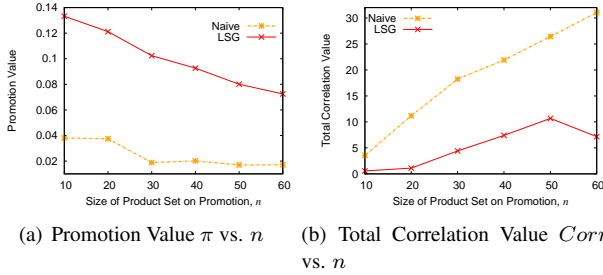 0.14
0.12
0.1
0.08
0.06
0.04
0.02
10 20 30 40 50 60
Promotion Value
Size of Product Set on Promotion, n
Naive
LSG
30
25
20
15
10
5
0
10 20 30 40 50 60
Total Correlation Value
Size of Product Set on Promotion, n
Naive
LSG
(a) Promotion Value π vs. n
(b) Total Correlation Value Corr
vs. n